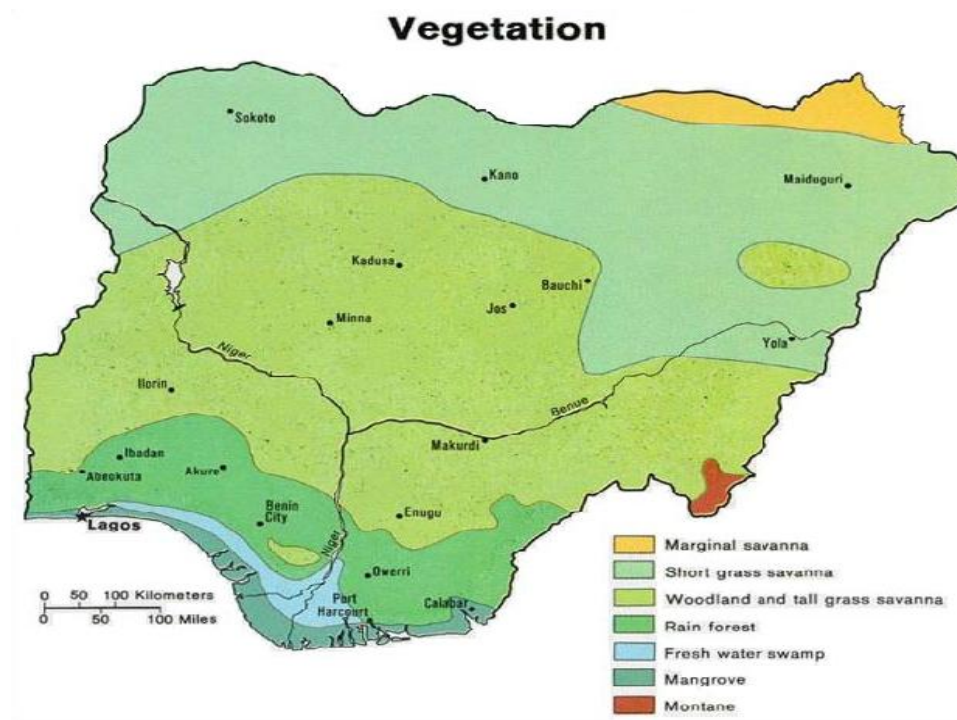 Vegetation
Sokoto
Kano
Maiduguri
Kadusa
Bauchi
Jos
Minna
Yola
Niger
Ilorin
Benue
Makurdi
Ibadan
Akure
Abeokuta
Benin
City
Enugu
Lagos
Niger
Owerri
Port
Harcourt
Calabar
0 50 100 Kilometers
0 50 100 Miles
Marginal savanna
Short grass savanna
Woodland and tall grass savanna
Rain forest
Fresh water swamp
Mangrove
Montane